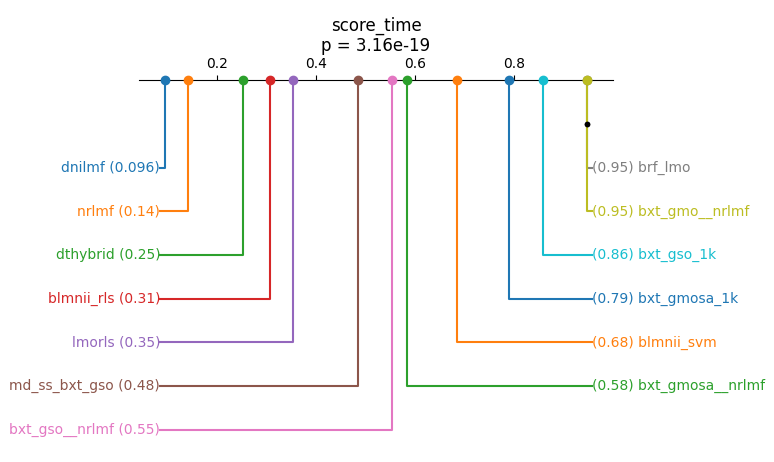 score_time
p = 3.16e-19
0.2 0.4 0.6 0.8
dnilmf (0.096)
(0.95) brf_lmo
nrlmf (0.14)
(0.95) bxt_gmo__nrlmf
dthybrid (0.25)
(0.86) bxt_gso_1k
blmnii_rls (0.31)
(0.79) bxt_gmosa_1k
lmorls (0.35)
(0.68) blmnii_svm
md_ss_bxt_gso (0.48)
(0.58) bxt_gmosa__nrlmf
bxt_gso__nrlmf (0.55)